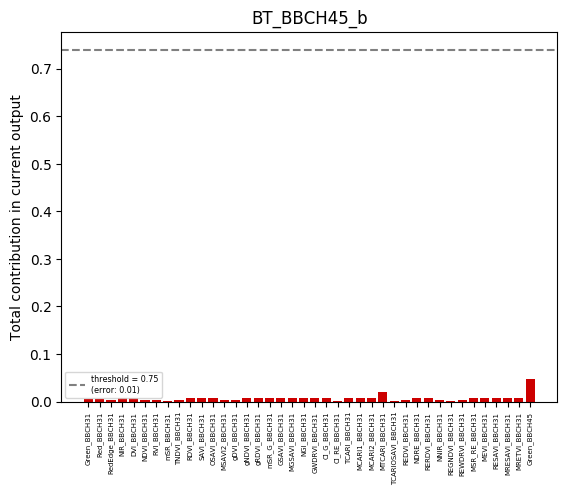 BT_BBCH45_b
Total contribution in current output
0.7
0.6
0.5
0.4
0.3
0.2
0.1
0.0
threshold = 0.75
(error: 0.01)
Green_BBCH31
Red_BBCH31
RedEdge_BBCH31
NIR_BBCH31
DVI_BBCH31
NDVI_BBCH31
RVI_BBCH31
mSR_BBCH31
TNDVI_BBCH31
RDVI_BBCH31
SAVI_BBCH31
OSAVI_BBCH31
MSAVI2_BBCH31
gDVI_BBCH31
gNDVI_BBCH31
gRDVI_BBCH31
mSR_G_BBCH31
GSAVI_BBCH31
MGSAVI_BBCH31
NGI_BBCH31
GWDRVI_BBCH31
CI_G_BBCH31
CI_RE_BBCH31
TCARI_BBCH31
MCARI1_BBCH31
MCARI2_BBCH31
MTCARI_BBCH31
TCARIOSAVI_BBCH31
REDVI_BBCH31
NDRE_BBCH31
RERDVI_BBCH31
NNIR_BBCH31
REGNDVI_BBCH31
REWDRVI_BBCH31
MSR_RE_BBCH31
MEVI_BBCH31
RESAVI_BBCH31
MRESAVI_BBCH31
MRETVI_BBCH31
Green_BBCH45